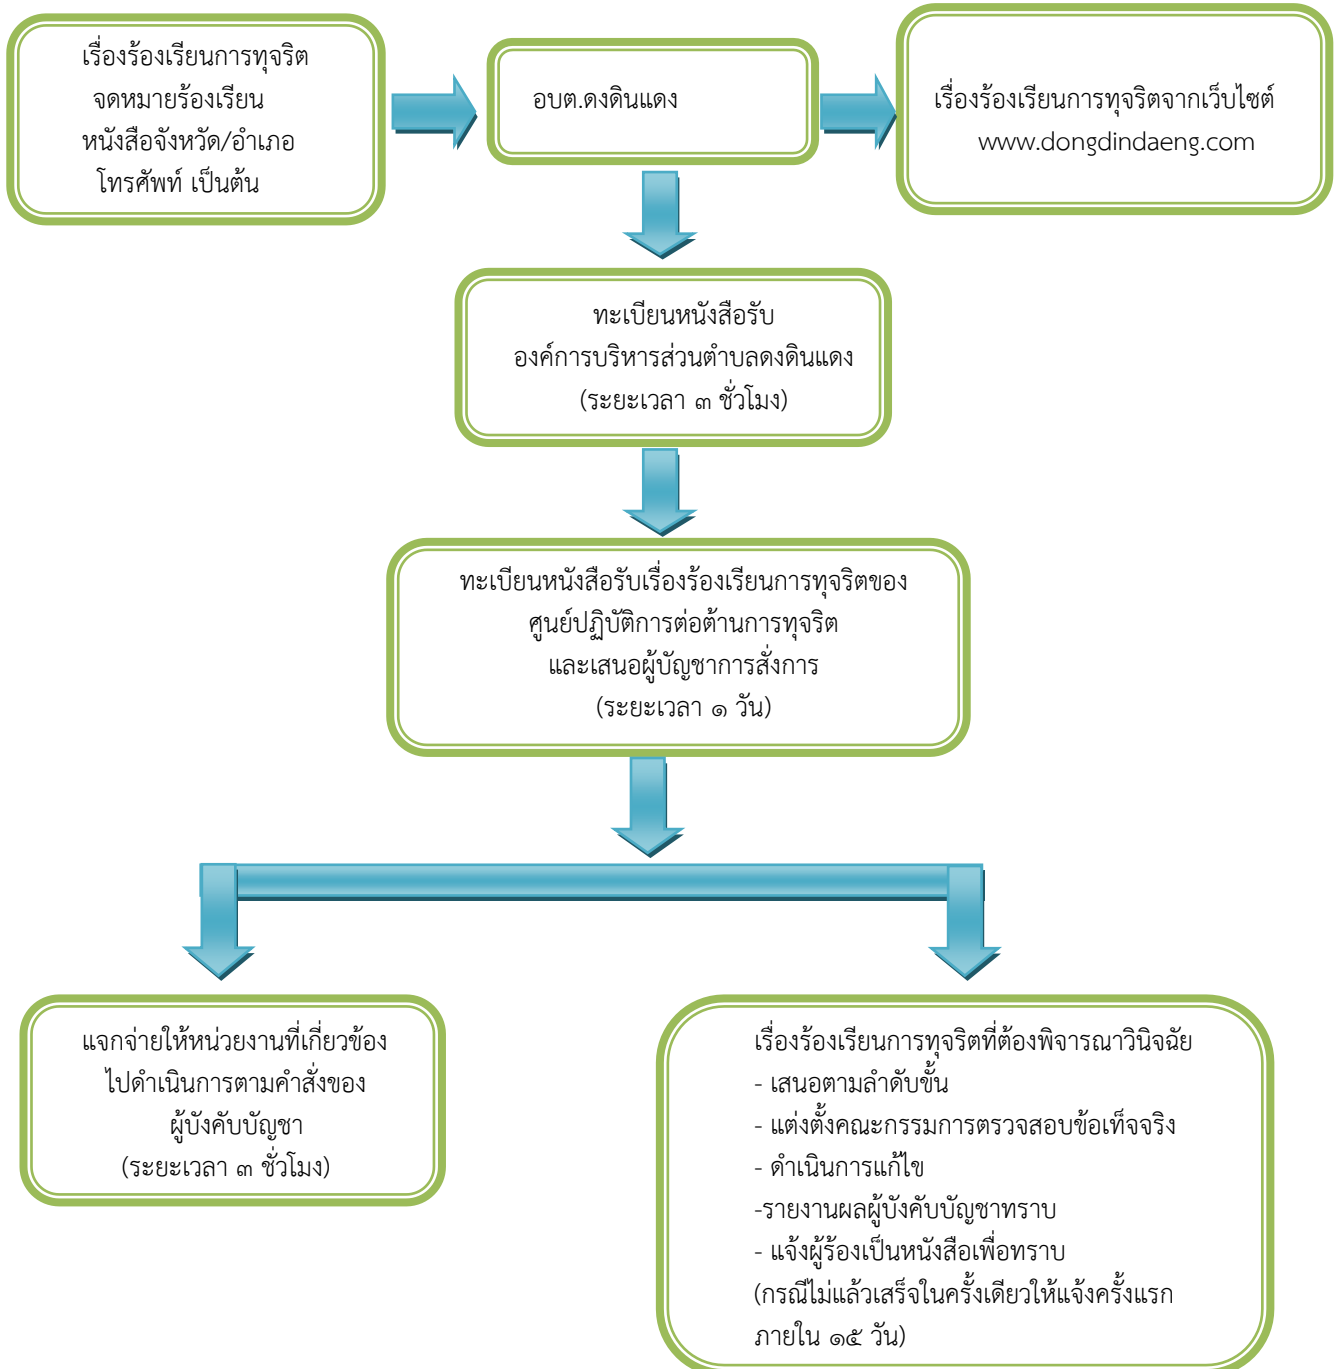 เรื่องร้องเรียนการทุจริต
จดหมายร้องเรียน
หนังสือจังหวัด/อำเภอ
โทรศัพท์ เป็นต้น
อบต.ดงดินแดง
เรื่องร้องเรียนการทุจริตจากเว็บไซต์
www.dongdindaeng.com
ทะเบียนหนังสือรับ
องค์การบริหารส่วนตำบลดงดินแดง
(ระยะเวลา ๓ ชั่วโมง)
ทะเบียนหนังสือรับเรื่องร้องเรียนการทุจริตของ
ศูนย์ปฏิบัติการต่อต้านการทุจริต
และเสนอผู้บัญชาการสั่งการ
(ระยะเวลา ๑ วัน)
แจกจ่ายให้หน่วยงานที่เกี่ยวข้อง
ไปดำเนินการตามคำสั่งของ
ผู้บังคับบัญชา
(ระยะเวลา ๓ ชั่วโมง)
เรื่องร้องเรียนการทุจริตที่ต้องพิจารณาวินิจฉัย
- เสนอตามลำดับขั้น
- แต่งตั้งคณะกรรมการตรวจสอบข้อเท็จจริง
- ดำเนินการแก้ไข
-รายงานผลผู้บังคับบัญชาทราบ
- แจ้งผู้ร้องเป็นหนังสือเพื่อทราบ
(กรณีไม่แล้วเสร็จในครั้งเดียวให้แจ้งครั้งแรก
ภายใน ๑๕ วัน)